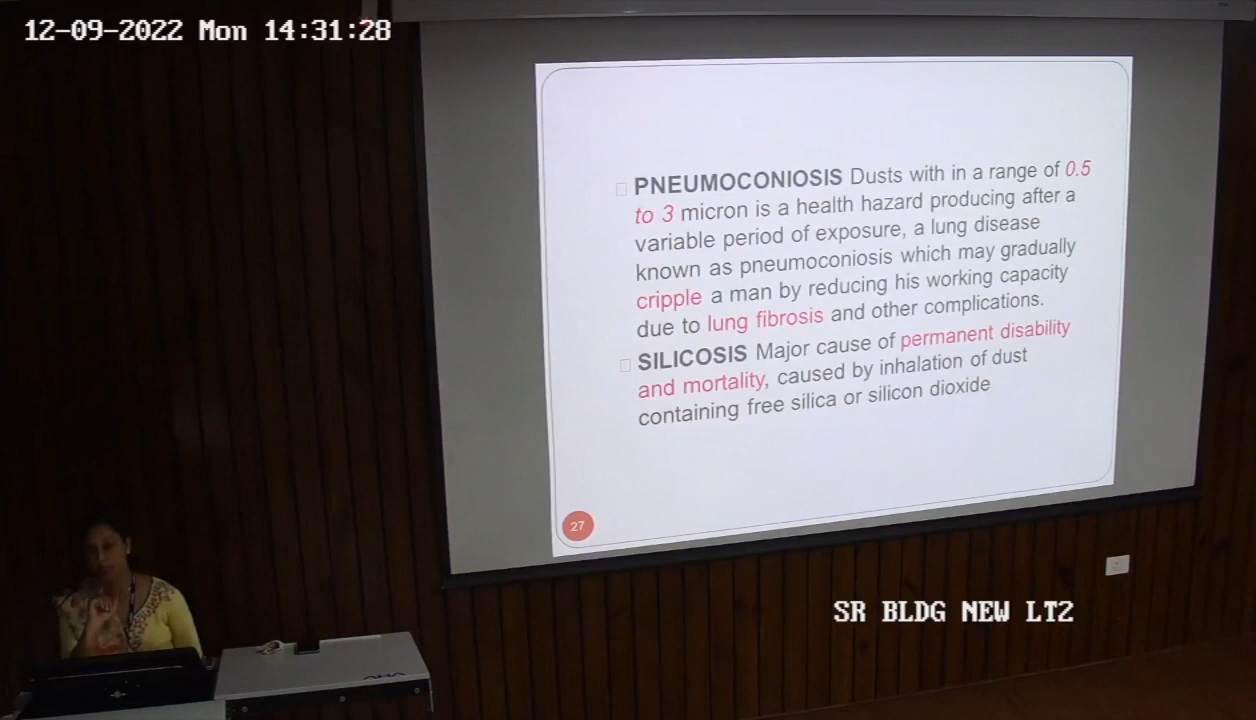 12-09-2022 Mon 14:31:28
PNEUMOCONIOSIS Dusts with in a range of 0.5
to 3 micron is a health hazard producing after a
variable period of exposure, a lung disease
known as pneumoconiosis which may gradually
cripple a man by reducing his working capacity
due to lung fibrosis and other complications.
SILICOSIS Major cause of permanent disability
and mortality, caused by inhalation of dust
containing free silica or silicon dioxide
27
SR BLDG NEW LT2